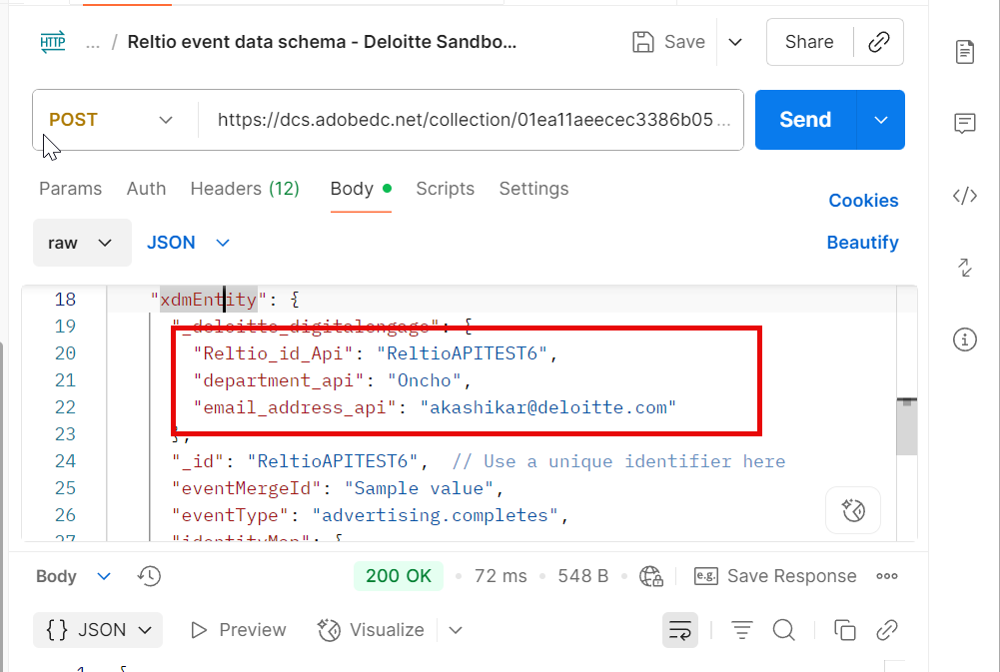 HTTP ... / Reltio event data schema - Deloitte Sandbo... Save Share
POST https://dcs.adobedc.net/collection/01ea11aeecec3386b05 ... Send
Params Auth Headers (12) Body Scripts Settings
Cookies
raw JSON Beautify
18 "xdmEntity": {
19 "_deloitte_digitalengage": {
20 "Reltio_id_Api": "ReltioAPITEST6",
21 "department_api": "Oncho",
22 "email_address_api": "akashikar@deloitte.com"
23 },
24 "_id": "ReltioAPITEST6", // Use a unique identifier here
25 "eventMergeId": "Sample value",
26 "eventType": "advertising.completes",
27 "identityMap": {
Body 200 OK • 72 ms • 548 B • e.g. Save Response
{} JSON Preview Visualize
1 {